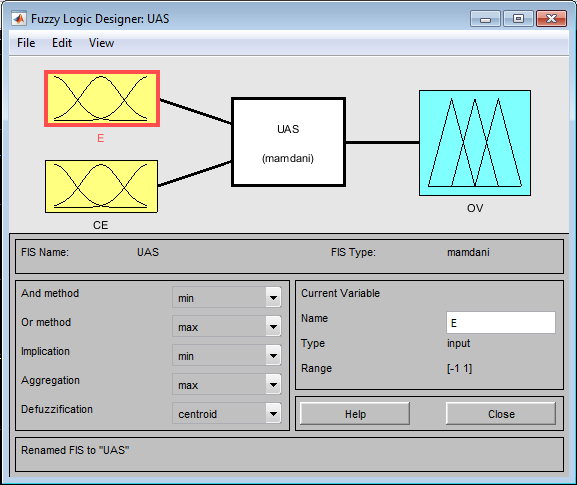 Fuzzy Logic Designer: UAS
File Edit View
E
CE
UAS
(mamdani)
OV
FIS Name: UAS FIS Type: mamdani
And method min
Or method max
Implication min
Aggregation max
Defuzzification centroid
Current Variable
Name E
Type input
Range [-1 1]
Help Close
Renamed FIS to "UAS"